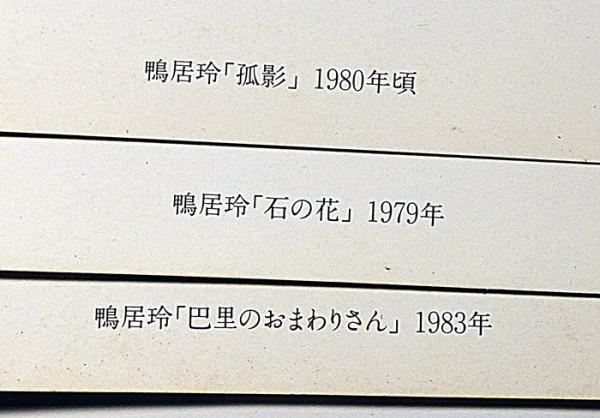 鴨居玲「孤影」 1980年頃
鴨居玲「石の花」 1979年
鴨居玲「巴里のおまわりさん」 1983年